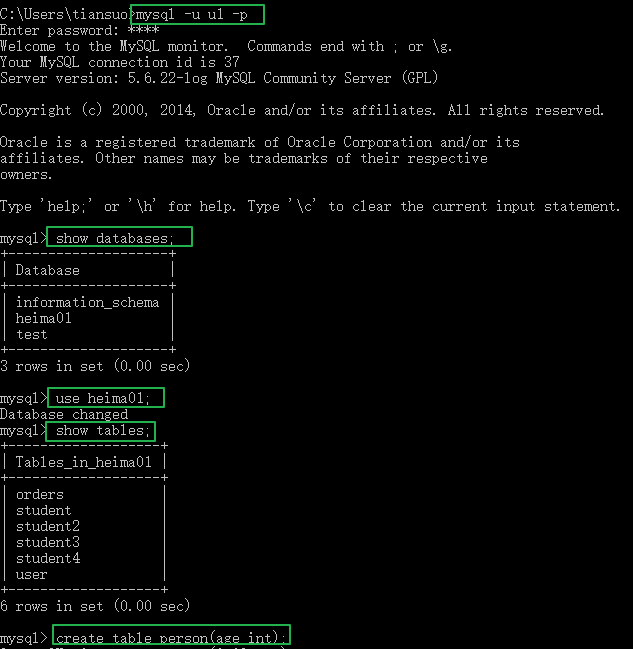 C:\Users\tiansuo>mysql -u u1 -p
Enter password: ****
Welcome to the MySQL monitor.  Commands end with ; or \g.
Your MySQL connection id is 37
Server version: 5.6.22-log MySQL Community Server (GPL)
Copyright (c) 2000, 2014, Oracle and/or its affiliates. All rights reserved.
Oracle is a registered trademark of Oracle Corporation and/or its
affiliates. Other names may be trademarks of their respective
owners.
Type 'help;' or '\h' for help. Type '\c' to clear the current input statement.
mysql> show databases;
+--------------------+
| Database           |
+--------------------+
| information_schema |
| heima01            |
| test               |
+--------------------+
3 rows in set (0.00 sec)
mysql> use heima01;
Database changed
mysql> show tables;
+-------------------+
| Tables_in_heima01 |
+-------------------+
| orders            |
| student           |
| student2          |
| student3          |
| student4          |
| user              |
+-------------------+
6 rows in set (0.00 sec)
mysql> create table person(age int);